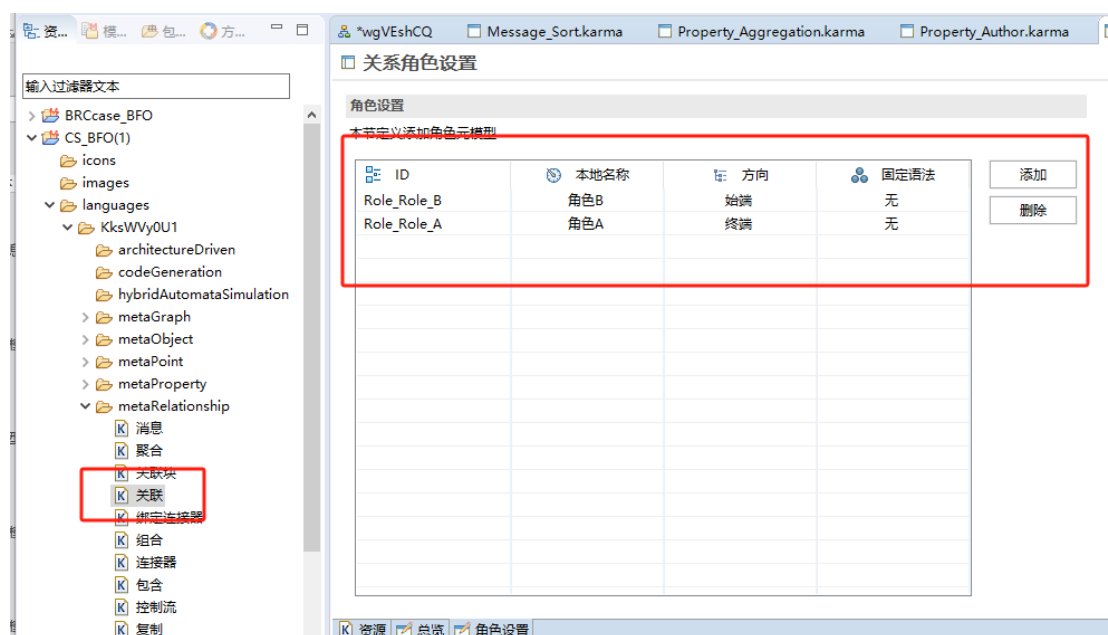 资... 模... 包... 方...
*wgVEshCQ Message_Sort.karma Property_Aggregation.karma Property_Author.karma
关系角色设置
输入过滤器文本
角色设置
本节定义添加角色元模型
BRCcase_BFO
CS_BFO(1)
icons
images
languages
KksWVy0U1
architectureDriven
codeGeneration
hybridAutomataSimulation
metaGraph
metaObject
metaPoint
metaProperty
metaRelationship
消息
聚合
关联块
关联
绑定连接器
组合
连接器
包含
控制流
复制
ID 本地名称 方向 固定语法
Role_Role_B 角色B 始端 无
Role_Role_A 角色A 终端 无
添加
删除
资源 总览 角色设置